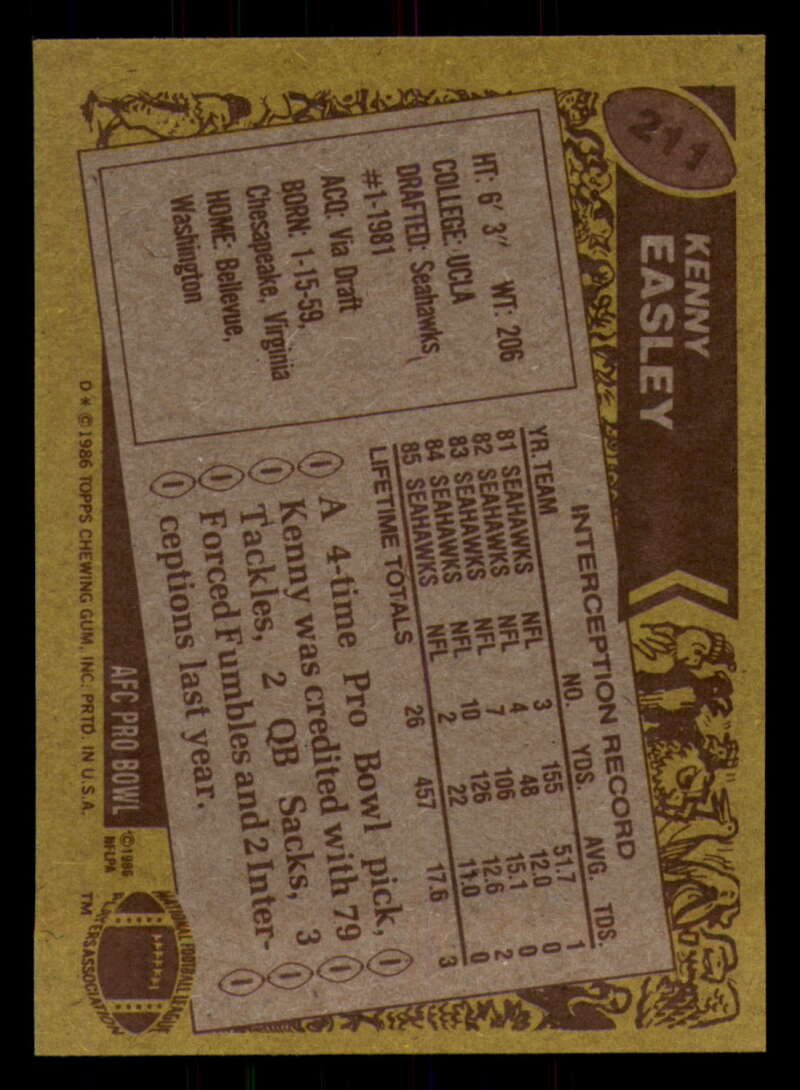 211
KENNY
EASLEY
HT: 6' 3" WT: 206
COLLEGE: UCLA
DRAFTED: Seahawks
#1-1981
ACQ: Via Draft
BORN: 1-15-59,
Chesapeake, Virginia
HOME: Bellevue,
Washington
INTERCEPTION RECORD
YR. TEAM NO. YDS. AVG. TDS.
81 SEAHAWKS NFL 3 155 51.7 1
82 SEAHAWKS NFL 4 48 12.0 0
83 SEAHAWKS NFL 7 106 15.1 0
84 SEAHAWKS NFL 10 126 12.6 2
85 SEAHAWKS NFL 2 22 11.0 0
LIFETIME TOTALS 26 457 17.6 3
A 4-time Pro Bowl pick,
Kenny was credited with 79
Tackles, 2 QB Sacks, 3
Forced Fumbles and 2 Inter-
ceptions last year.
AFC PRO BOWL
©1986
NFLPA
D * ©1986 TOPPS CHEWING GUM, INC. PRTD. IN U.S.A.
NATIONAL FOOTBALL LEAGUE
PLAYERS ASSOCIATION
TM